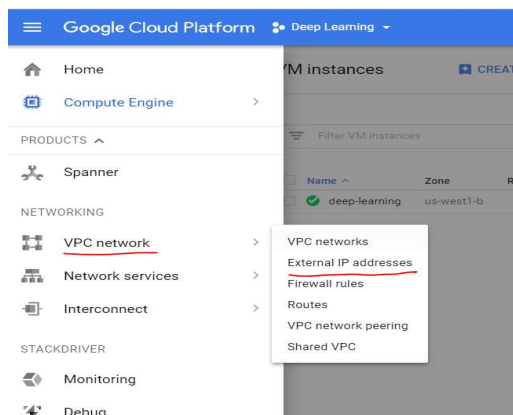 Google Cloud Platform
Deep Learning
Home
VM instances
CREAT
Compute Engine
PRODUCTS
Filter VM instances
Spanner
Name
Zone
R
deep-learning
us-west1-b
NETWORKING
VPC network
VPC networks
External IP addresses
Network services
Firewall rules
Interconnect
Routes
VPC network peering
Shared VPC
STACKDRIVER
Monitoring
Debug